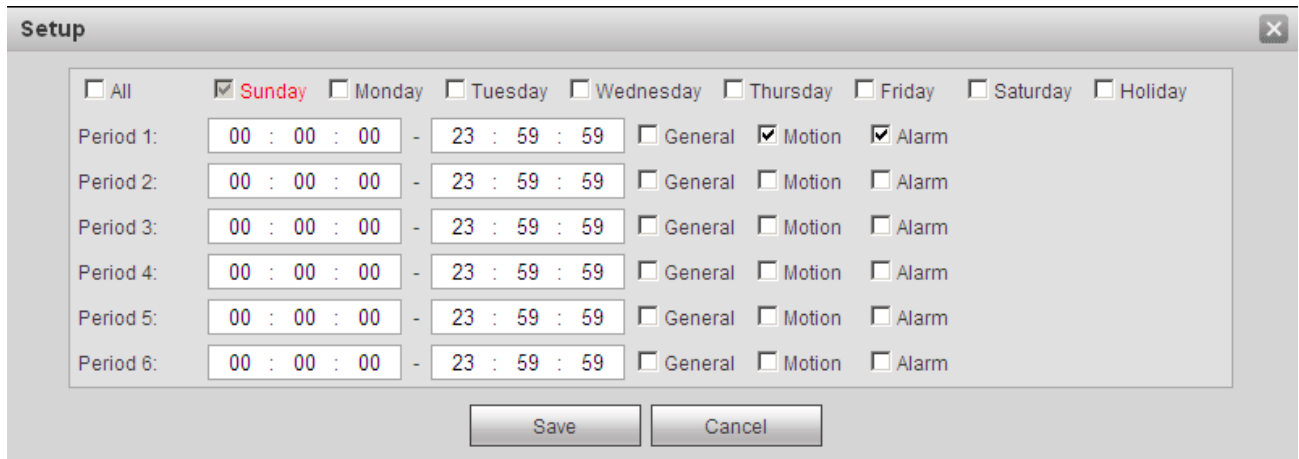 Setup
All Sunday Monday Tuesday Wednesday Thursday Friday Saturday Holiday
Period 1: 00 : 00 : 00 - 23 : 59 : 59 General Motion Alarm
Period 2: 00 : 00 : 00 - 23 : 59 : 59 General Motion Alarm
Period 3: 00 : 00 : 00 - 23 : 59 : 59 General Motion Alarm
Period 4: 00 : 00 : 00 - 23 : 59 : 59 General Motion Alarm
Period 5: 00 : 00 : 00 - 23 : 59 : 59 General Motion Alarm
Period 6: 00 : 00 : 00 - 23 : 59 : 59 General Motion Alarm
Save Cancel